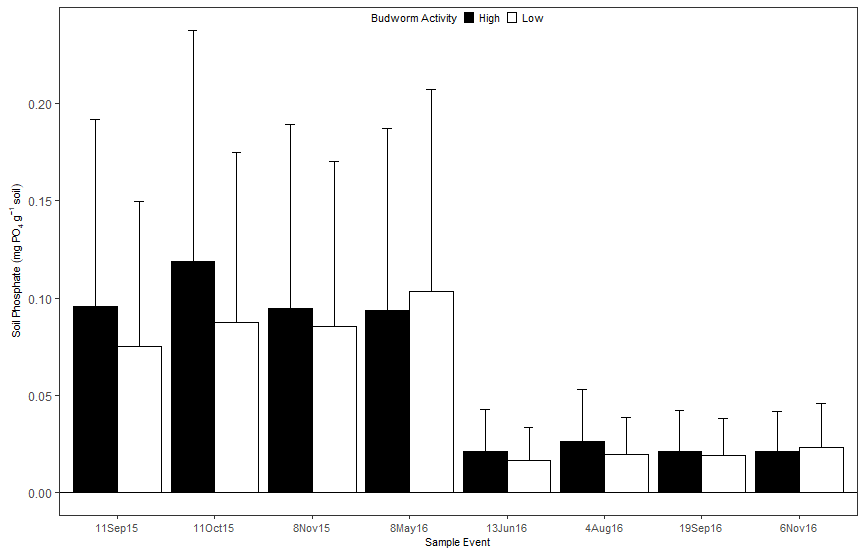 Budworm Activity High Low
Soil Phosphate (mg PO₄ g⁻¹ soil)
0.20
0.15
0.10
0.05
0.00
11Sep15 11Oct15 8Nov15 8May16 13Jun16 4Aug16 19Sep16 6Nov16
Sample Event